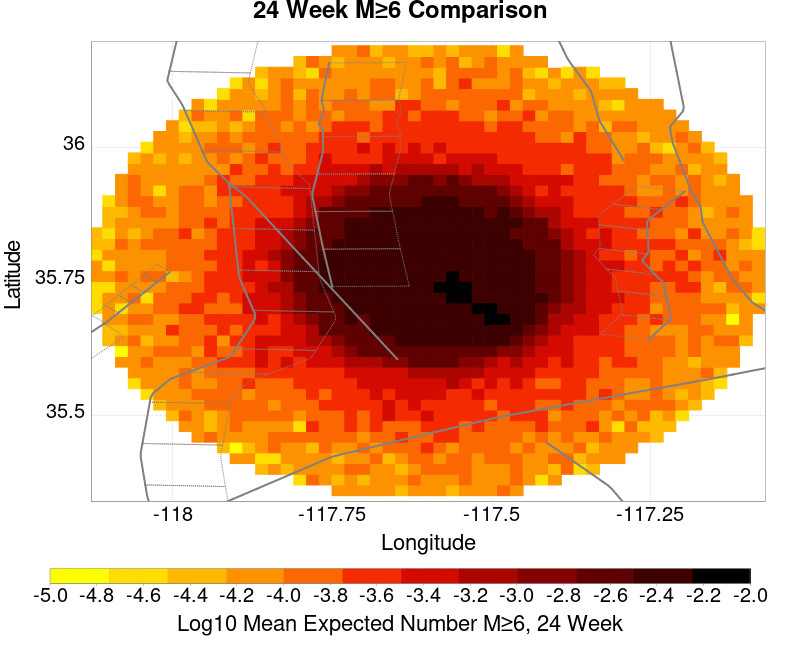 24 Week M≥6 Comparison
36
35.75
35.5
Latitude
-118 -117.75 -117.5 -117.25
Longitude
-5.0 -4.8 -4.6 -4.4 -4.2 -4.0 -3.8 -3.6 -3.4 -3.2 -3.0 -2.8 -2.6 -2.4 -2.2 -2.0
Log10 Mean Expected Number M≥6, 24 Week